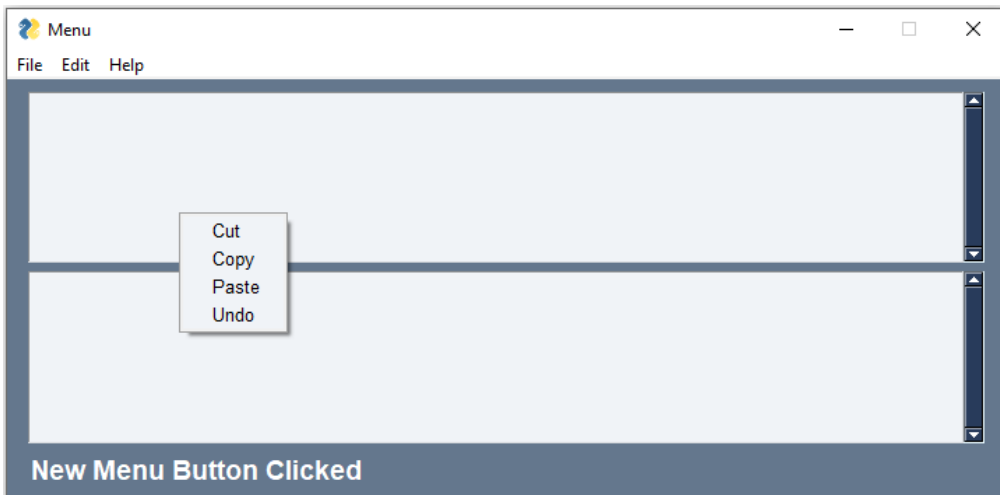 Menu
File Edit Help
Cut
Copy
Paste
Undo
New Menu Button Clicked